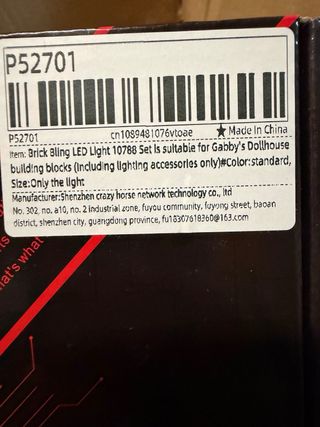 P52701
P52701 cn1089481076vtoae ★ Made In China
Item: Brick Bling LED Light 10788 Set is suitable for Gabby's Dollhouse
building blocks (including lighting accessories only)#Color:standard,
Size:Only the light
Manufacturer:Shenzhen crazy horse network technology co., ltd
No. 302, no. a10, no. 2 industrial zone, fuyou community, fuyong street, baoan
district, shenzhen city, guangdong province, fu18307618360@163.com
that's what